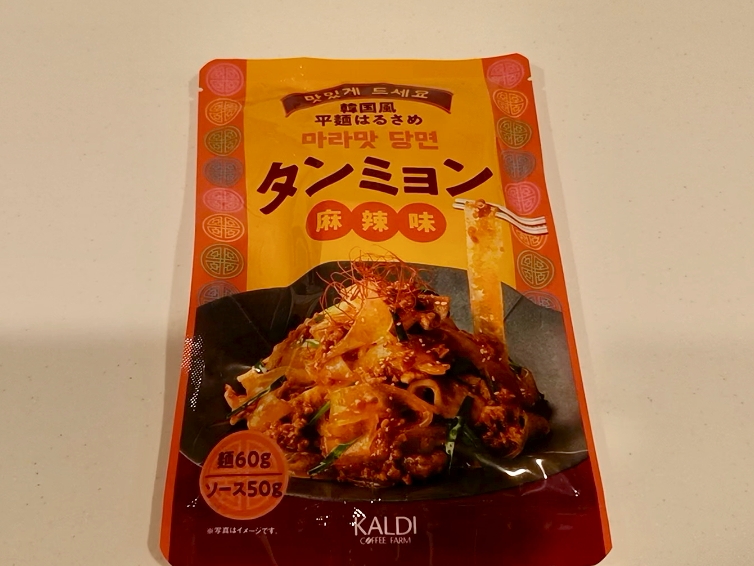 맛있게 드세요
韓国風
平麺はるさめ
마라맛 당면
タンミョン
麻辣味
麺60g
ソース50g
※写真はイメージです。
KALDI
COFFEE FARM